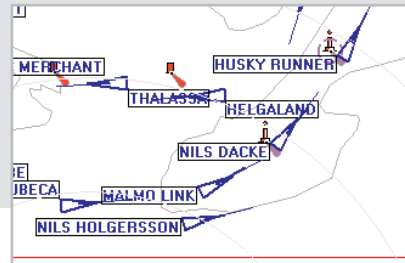 MERCHANT
HUSKY RUNNER
THALASSA
HELGALAND
NILS DACKE
UBECA
MALMO LINK
NILS HOLGERSSON